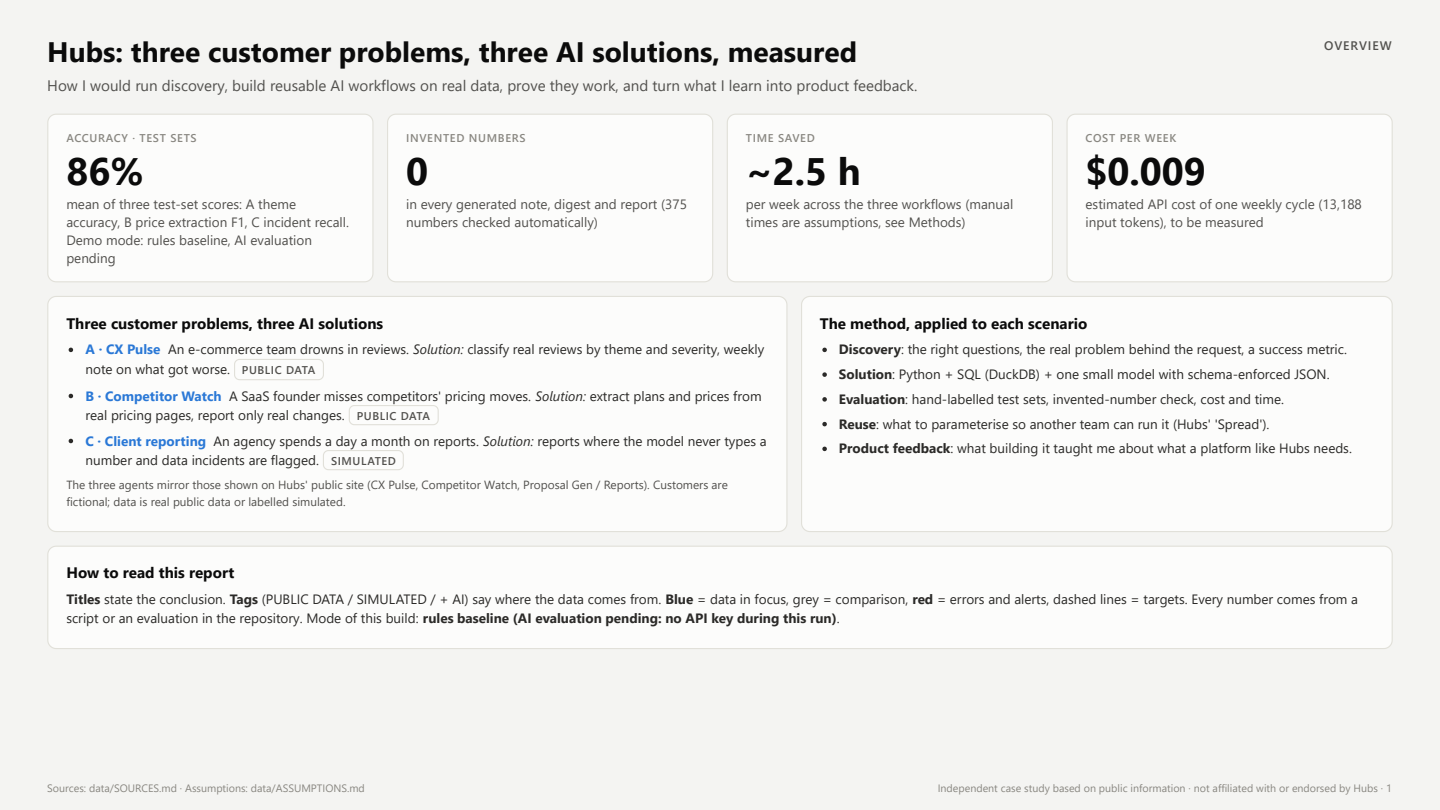 Hubs: three customer problems, three AI solutions, measured
OVERVIEW
How I would run discovery, build reusable AI workflows on real data, prove they work, and turn what I learn into product feedback.
ACCURACY · TEST SETS
86%
mean of three test-set scores: A theme
accuracy, B price extraction F1, C incident recall.
Demo mode: rules baseline, AI evaluation
pending
INVENTED NUMBERS
0
in every generated note, digest and report (375
numbers checked automatically)
TIME SAVED
~2.5 h
per week across the three workflows (manual
times are assumptions, see Methods)
COST PER WEEK
$0.009
estimated API cost of one weekly cycle (13,188
input tokens), to be measured
Three customer problems, three AI solutions
• A · CX Pulse An e-commerce team drowns in reviews. Solution: classify real reviews by theme and severity, weekly
note on what got worse. PUBLIC DATA
• B · Competitor Watch A SaaS founder misses competitors' pricing moves. Solution: extract plans and prices from
real pricing pages, report only real changes. PUBLIC DATA
• C · Client reporting An agency spends a day a month on reports. Solution: reports where the model never types a
number and data incidents are flagged. SIMULATED
The three agents mirror those shown on Hubs' public site (CX Pulse, Competitor Watch, Proposal Gen / Reports). Customers are
fictional; data is real public data or labelled simulated.
The method, applied to each scenario
• Discovery: the right questions, the real problem behind the request, a success metric.
• Solution: Python + SQL (DuckDB) + one small model with schema-enforced JSON.
• Evaluation: hand-labelled test sets, invented-number check, cost and time.
• Reuse: what to parameterise so another team can run it (Hubs' 'Spread').
• Product feedback: what building it taught me about what a platform like Hubs needs.
How to read this report
Titles state the conclusion. Tags (PUBLIC DATA / SIMULATED / + AI) say where the data comes from. Blue = data in focus, grey = comparison, red = errors and alerts, dashed lines = targets. Every number comes from a
script or an evaluation in the repository. Mode of this build: rules baseline (AI evaluation pending: no API key during this run).
Sources: data/SOURCES.md · Assumptions: data/ASSUMPTIONS.md
Independent case study based on public information · not affiliated with or endorsed by Hubs · 1